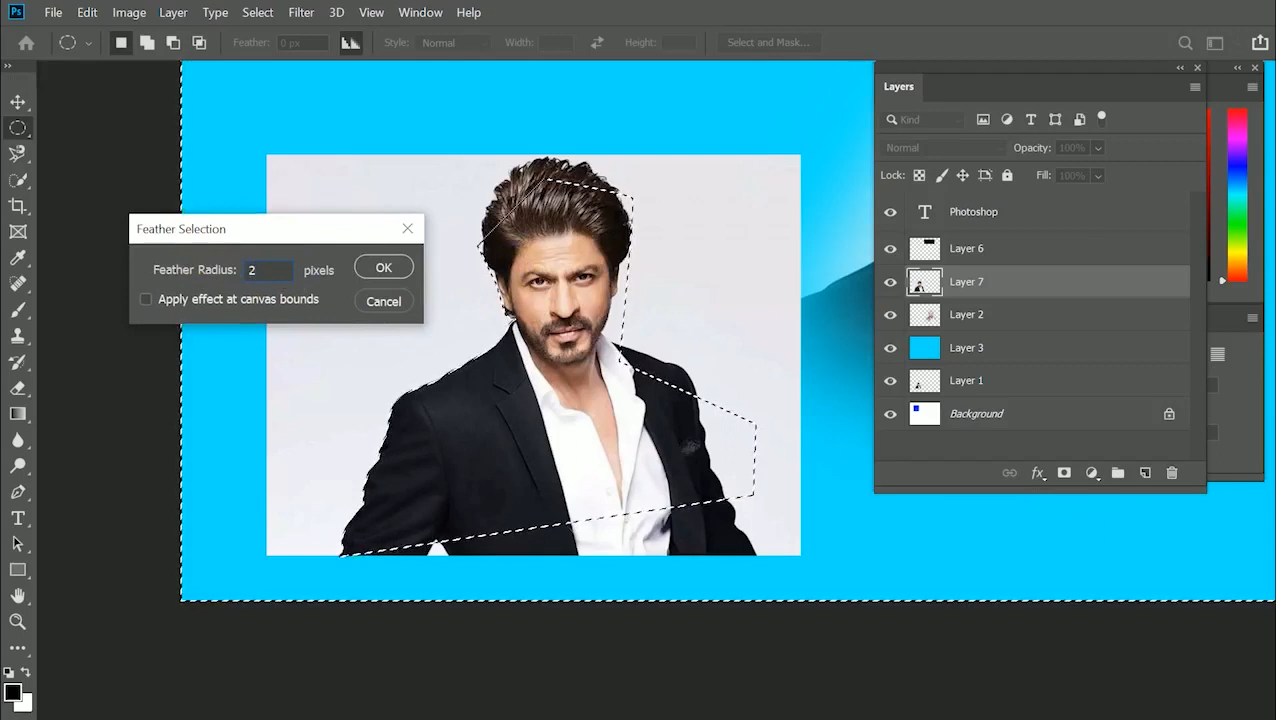 Ps File Edit Image Layer Type Select Filter 3D View Window Help
Feather: 0 px Style: Normal Width: Height: Select and Mask...
Layers
Kind
Normal Opacity: 100%
Lock: Fill: 100%
Photoshop
Layer 6
Layer 7
Layer 2
Layer 3
Layer 1
Background
Feather Selection
Feather Radius: 2 pixels OK
Apply effect at canvas bounds Cancel